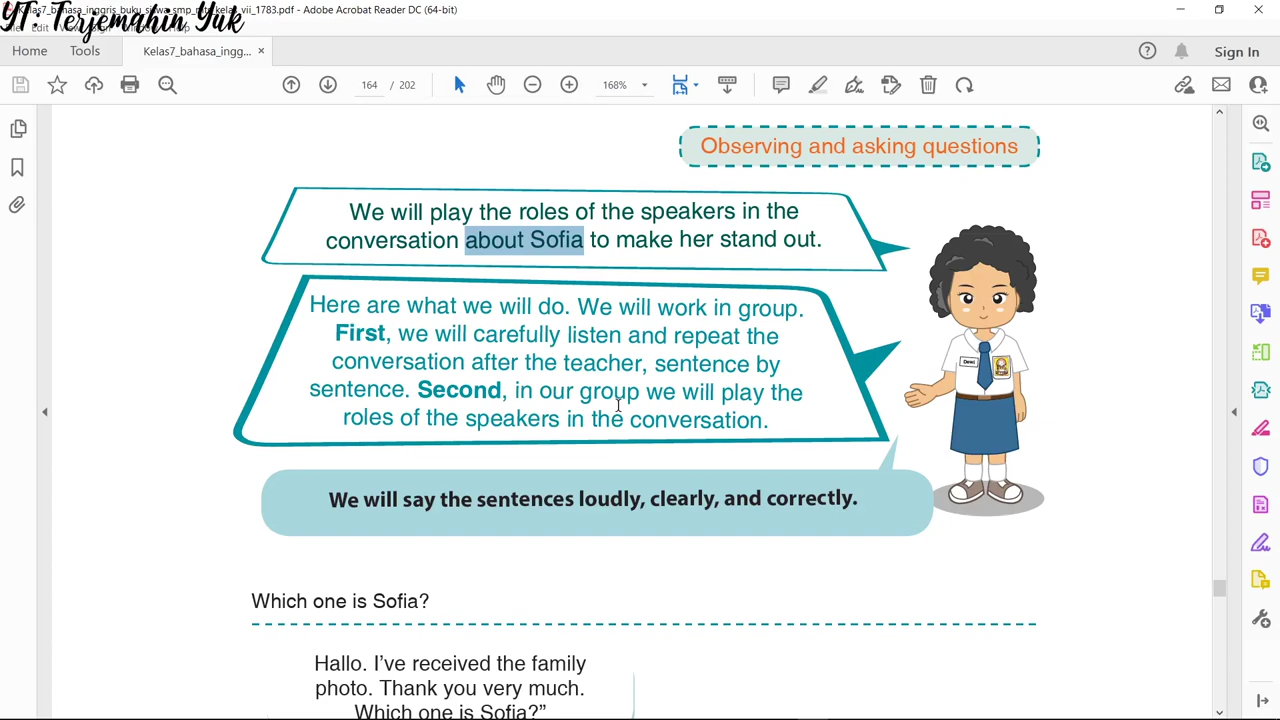 YT: Terjemahin Yuk
Kelas7_bahasa_inggris_buku_siswa_smp_mts_kelas_vii_1783.pdf - Adobe Acrobat Reader DC (64-bit)
Home Tools Kelas7_bahasa_ingg... × Sign In
164 / 202 168%
Observing and asking questions
We will play the roles of the speakers in the
conversation about Sofia to make her stand out.
Here are what we will do. We will work in group.
First, we will carefully listen and repeat the
conversation after the teacher, sentence by
sentence. Second, in our group we will play the
roles of the speakers in the conversation.
Dewi
We will say the sentences loudly, clearly, and correctly.
Which one is Sofia?
Hallo. I've received the family
photo. Thank you very much.
Which one is Sofia?”